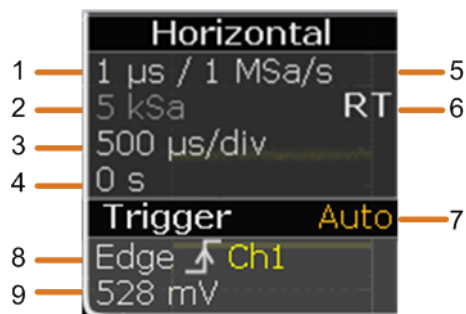 Horizontal
1 1 µs / 1 MSa/s 5
2 5 kSa RT 6
3 500 µs/div
4 0 s
Trigger Auto 7
8 Edge Ch1
9 528 mV